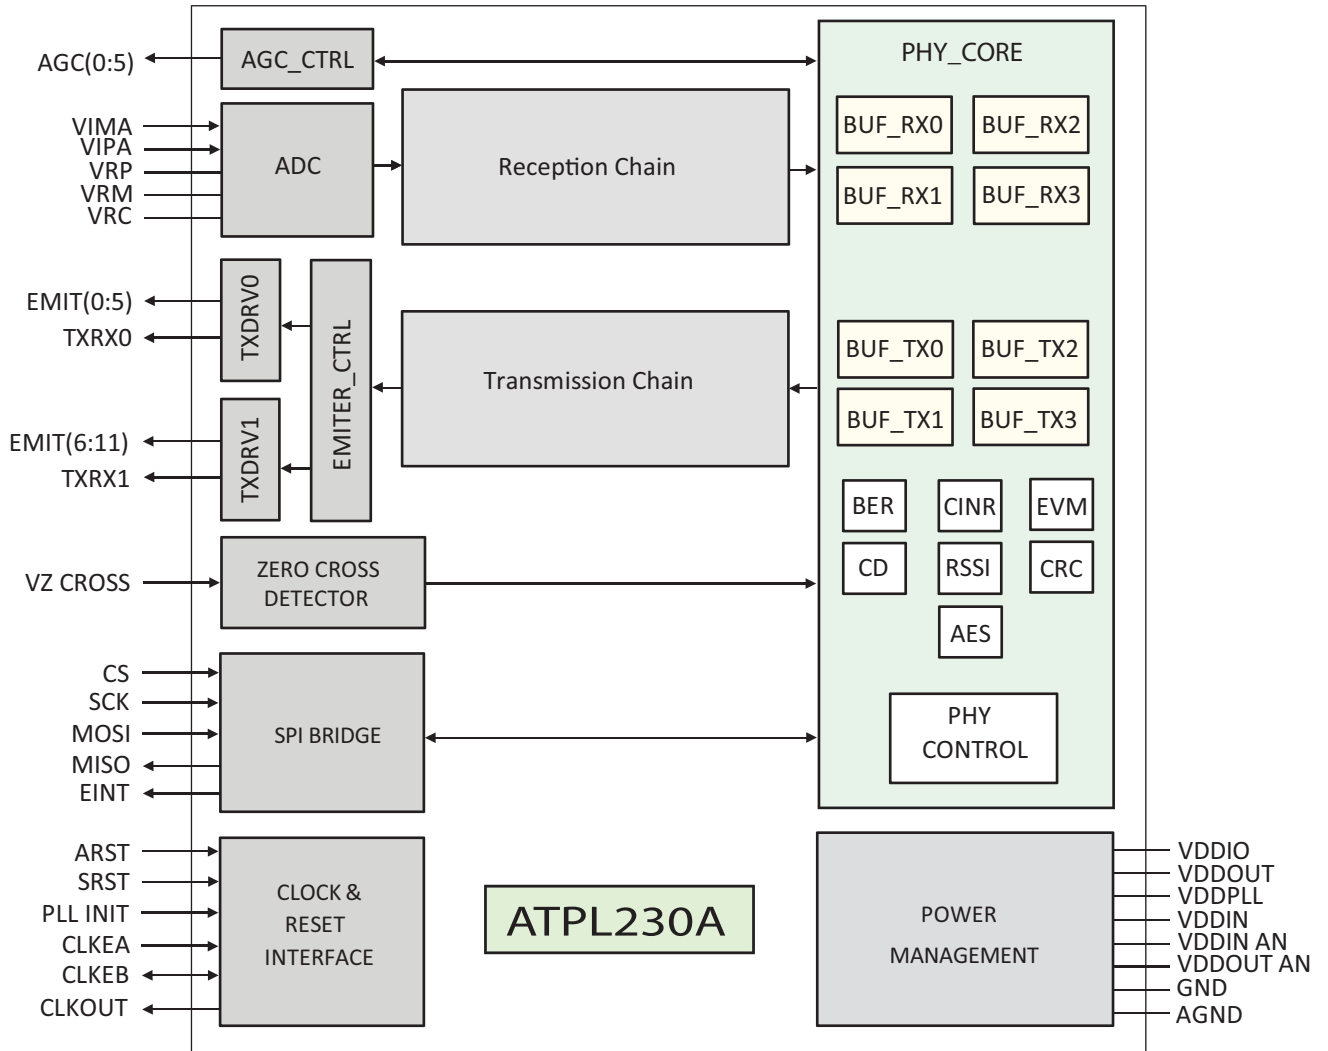 AGC(0:5)
AGC_CTRL
PHY_CORE
VIMA
VIPA
VRP
VRM
VRC
ADC
Reception Chain
BUF_RX0
BUF_RX2
BUF_RX1
BUF_RX3
EMIT(0:5)
TXRX0
TXDRV0
EMITER_CTRL
Transmission Chain
BUF_TX0
BUF_TX2
BUF_TX1
BUF_TX3
EMIT(6:11)
TXRX1
TXDRV1
BER
CINR
EVM
CD
RSSI
CRC
AES
VZ CROSS
ZERO CROSS
DETECTOR
CS
SCK
MOSI
MISO
EINT
SPI BRIDGE
PHY
CONTROL
ARST
SRST
PLL INIT
CLKEA
CLKEB
CLKOUT
CLOCK &
RESET
INTERFACE
ATPL230A
POWER
MANAGEMENT
VDDIO
VDDOUT
VDDPLL
VDDIN
VDDIN AN
VDDOUT AN
GND
AGND